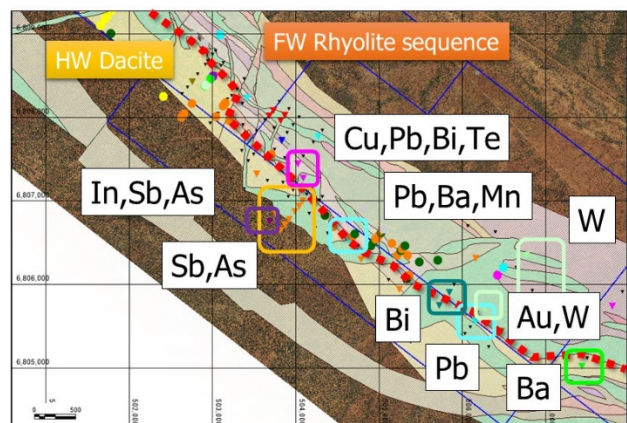 HW Dacite
FW Rhyolite sequence
Cu,Pb,Bi,Te
In,Sb,As
Pb,Ba,Mn
W
Sb,As
6,807,000
6,806,000
6,805,000
Bi
Au,W
Pb
Ba
0
500